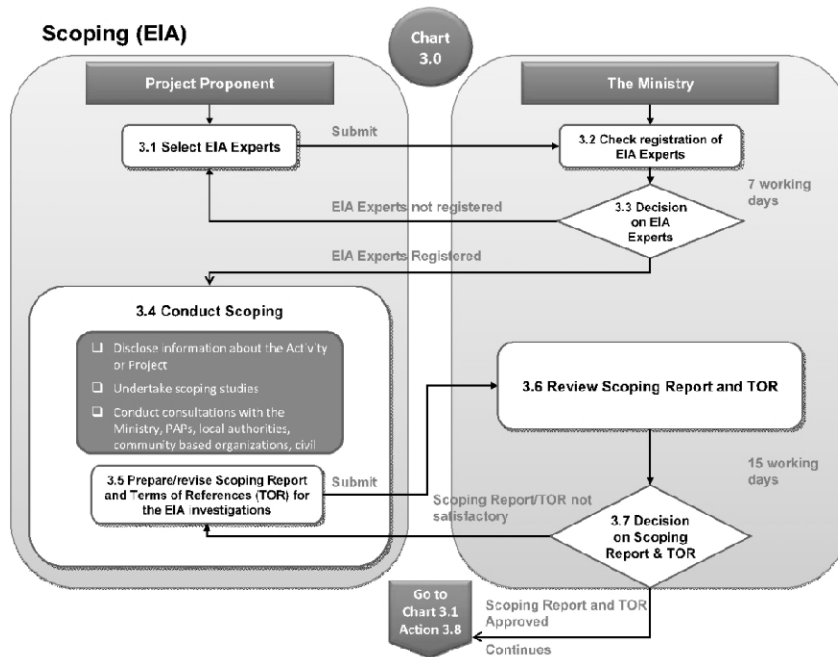 Scoping (EIA)
Chart
3.0
Project Proponent
The Ministry
3.1 Select EIA Experts
Submit
3.2 Check registration of
EIA Experts
7 working
days
3.3 Decision
on EIA
Experts
EIA Experts not registered
EIA Experts Registered
3.4 Conduct Scoping
❑ Disclose information about the Activity
or Project
❑ Undertake scoping studies
❑ Conduct consultations with the
Ministry, PAPs, local authorities,
community based organizations, civil
3.5 Prepare/revise Scoping Report
and Terms of References (TOR) for
the EIA investigations
Submit
3.6 Review Scoping Report and TOR
15 working
days
Scoping Report/TOR not
satisfactory
3.7 Decision
on Scoping
Report & TOR
Go to
Chart 3.1
Action 3.8
Scoping Report and TOR
Approved
Continues